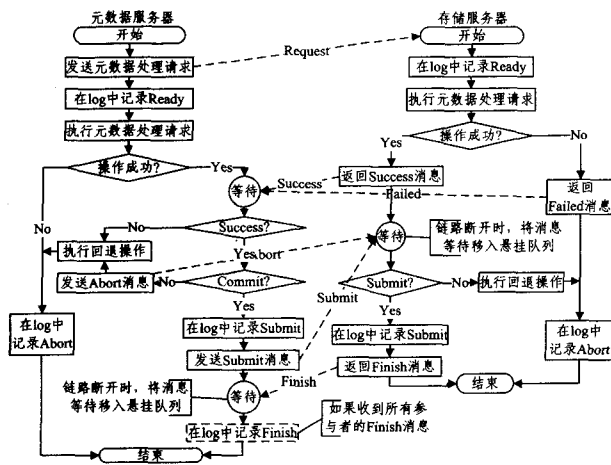 元数据服务器
开始
发送元数据处理请求
在log中记录Ready
执行元数据处理请求
操作成功?
Yes
No
等待
Success?
No
Yes
执行回退操作
Abort
发送Abort消息
Commit?
No
Yes
在log中
记录Abort
在log中记录Submit
发送Submit消息
链路断开时，将消息
等待移入悬挂队列
等待
在log中记录Finish
如果收到所有参
与者的Finish消息
结束
Request
Success
Failed
Submit
Finish
存储服务器
开始
在log中记录Ready
执行元数据处理请求
操作成功?
Yes
No
返回Success消息
返回
Failed消息
等待
链路断开时，将消息
等待移入悬挂队列
Submit?
No
执行回退操作
Yes
在log中记录Submit
在log中
记录Abort
返回Finish消息
结束